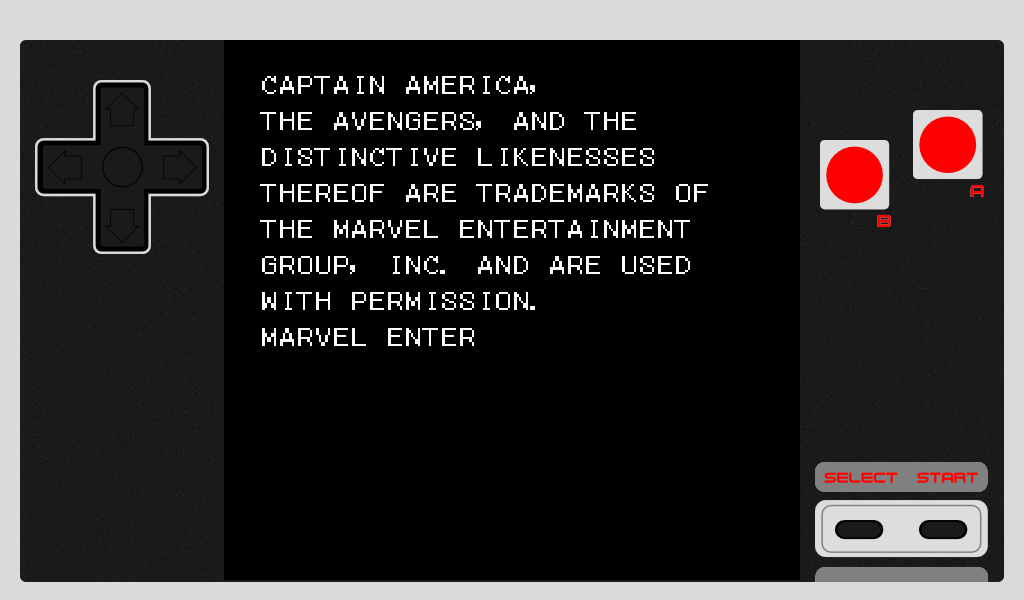 CAPTAIN AMERICA,
THE AVENGERS, AND THE
DISTINCTIVE LIKENESSES
THEREOF ARE TRADEMARKS OF
THE MARVEL ENTERTAINMENT
GROUP, INC. AND ARE USED
WITH PERMISSION.
MARVEL ENTER
A
B
SELECT START